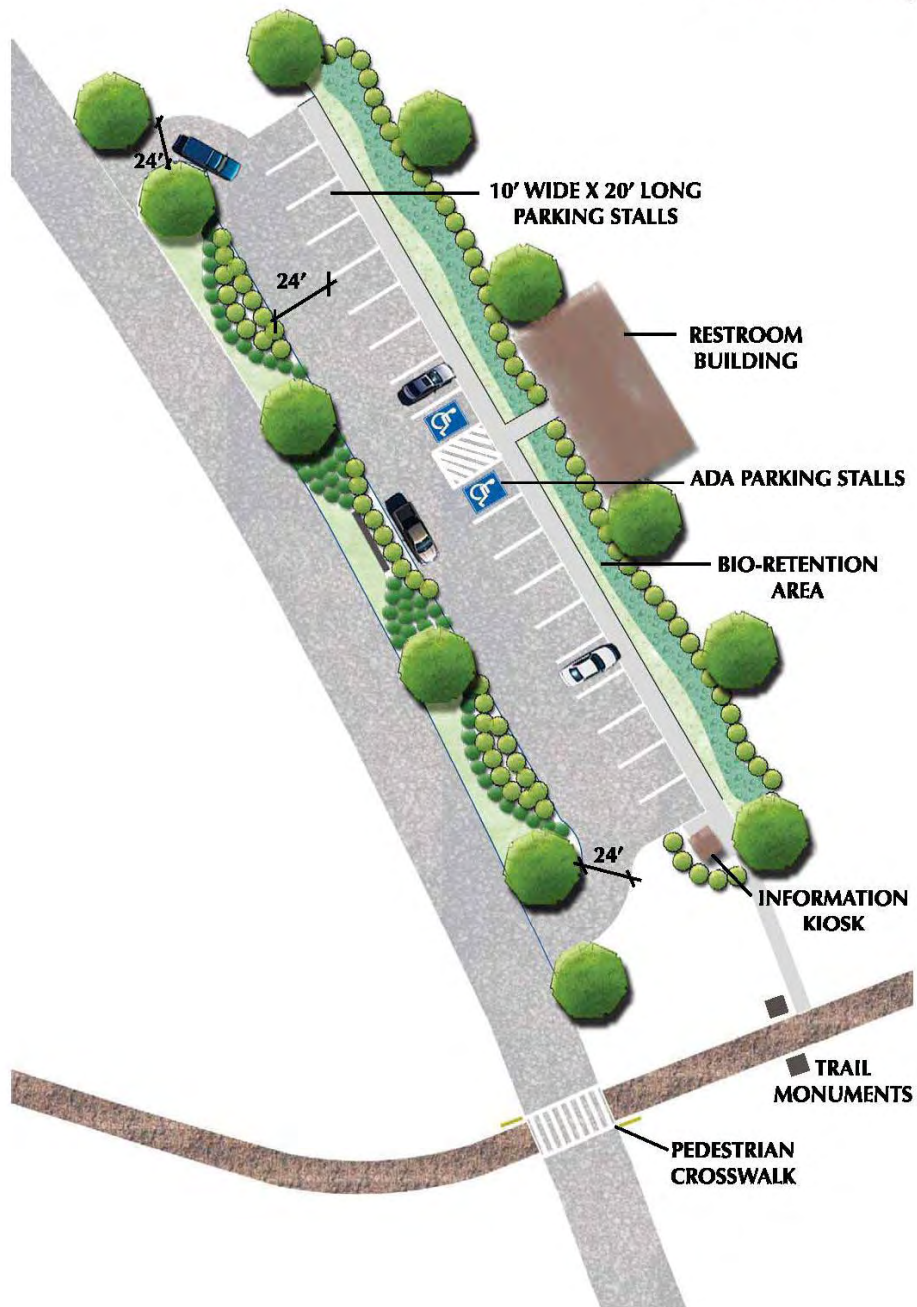 24'
10' WIDE X 20' LONG
PARKING STALLS
24'
RESTROOM
BUILDING
ADA PARKING STALLS
BIO-RETENTION
AREA
24'
INFORMATION
KIOSK
TRAIL
MONUMENTS
PEDESTRIAN
CROSSWALK